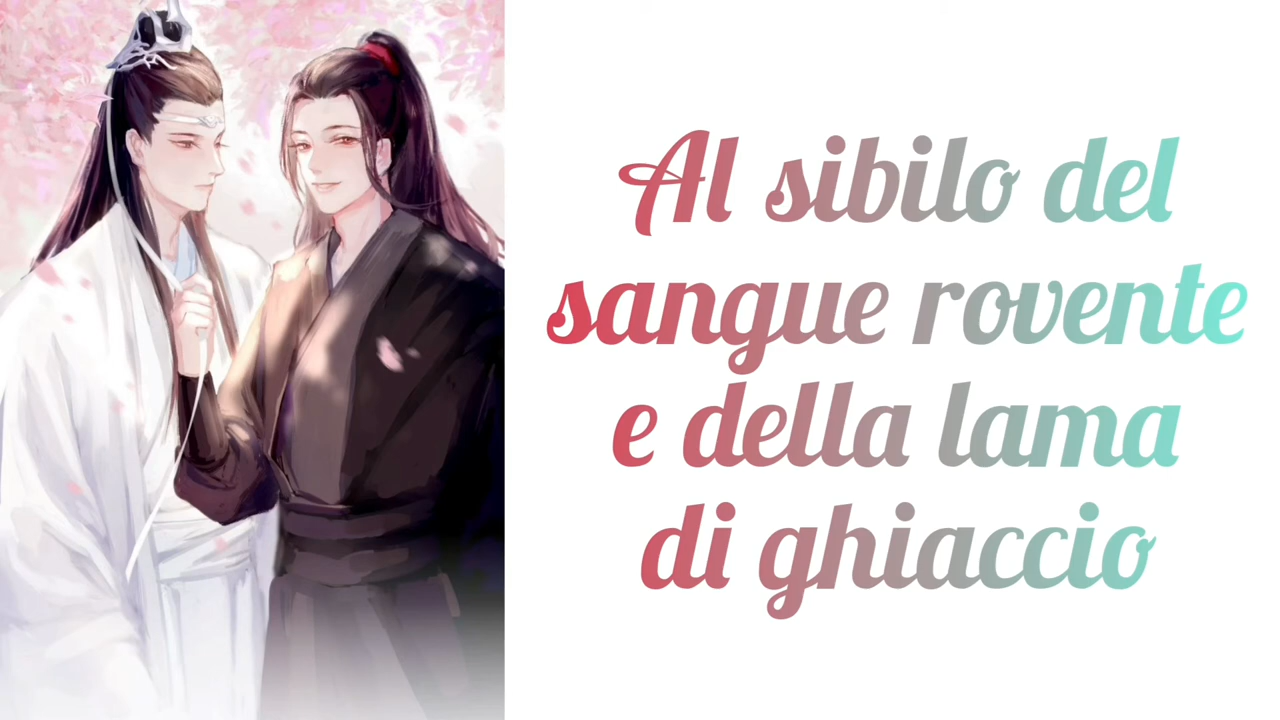 Al sibilo del
sangue rovente
e della lama
di ghiaccio